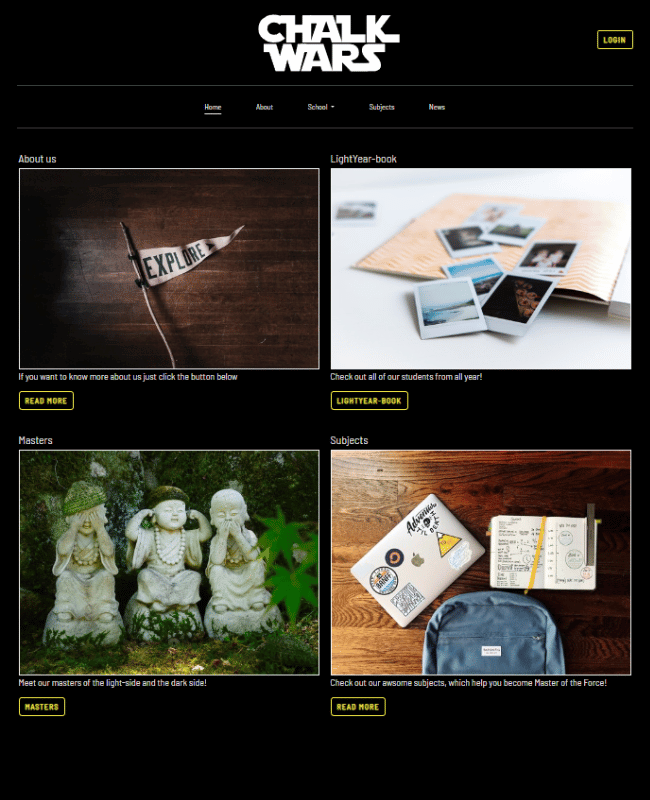 CHALK
WARS
LOGIN
Home About School Subjects News
About us
LightYear-book
EXPLORE
If you want to know more about us just click the button below
Check out all of our students from all year!
READ MORE
LIGHTYEAR-BOOK
Masters
Subjects
Meet our masters of the light-side and the dark side!
Check out our awsome subjects, which help you become Master of the Force!
MASTERS
READ MORE